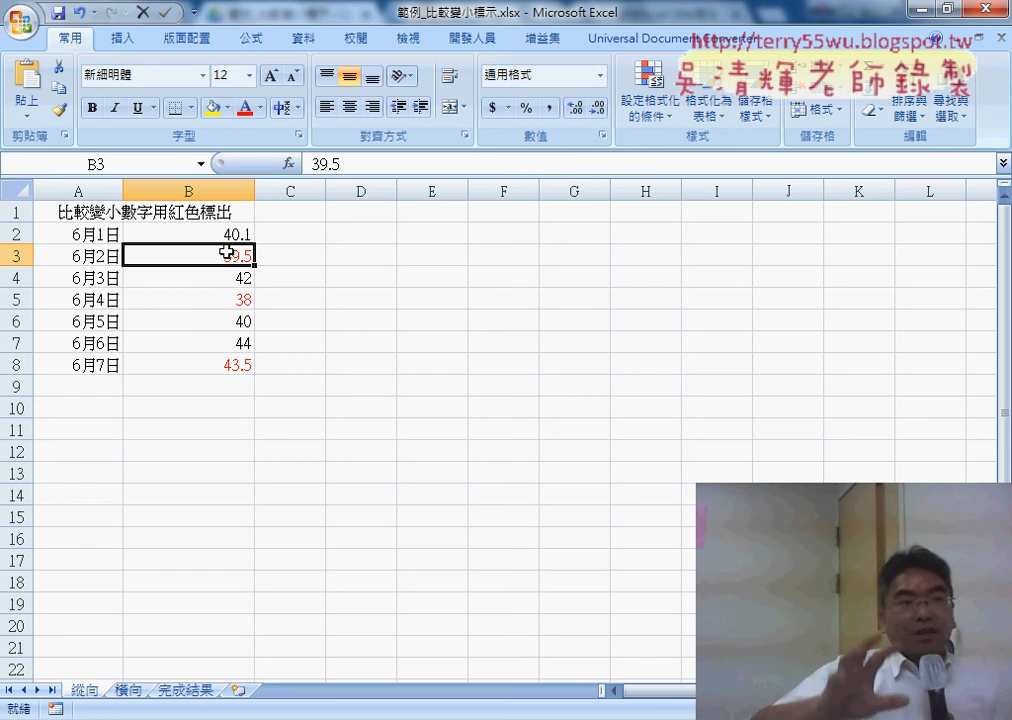 範例_比較變小標示.xlsx - Microsoft Excel
常用 插入 版面配置 公式 資料 校閱 檢視 開發人員 增益集 Universal Document Converter
http://terry55wu.blogspot.tw
吳清輝老師錄製
貼上 新細明體 12 通用格式 設定格式化的條件 格式化為表格 儲存格樣式 格式 排序與篩選 尋找與選取
B I U $ % ,
剪貼簿 字型 對齊方式 數值 樣式 儲存格 編輯
B3 fx 39.5
A B C D E F G H I J K L
1 比較變小數字用紅色標出
2 6月1日 40.1
3 6月2日 39.5
4 6月3日 42
5 6月4日 38
6 6月5日 40
7 6月6日 44
8 6月7日 43.5
9
10
11
12
13
14
15
16
17
18
19
20
21
22
縱向 橫向 完成結果
就緒